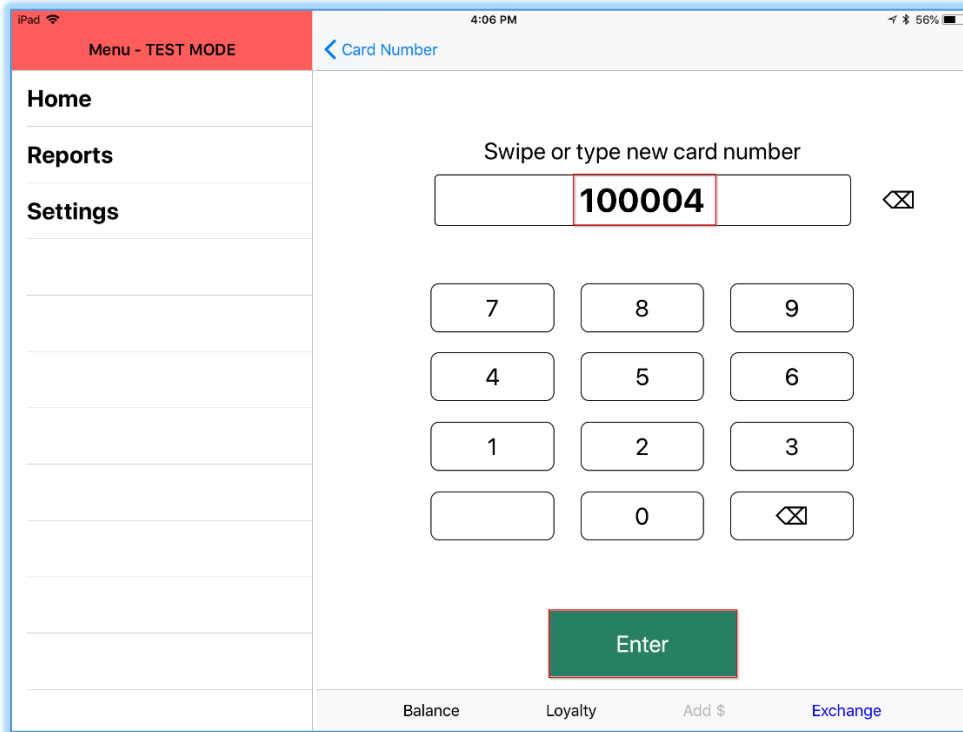 iPad 4:06 PM 56%
Menu - TEST MODE
Card Number
Home
Reports
Settings
Swipe or type new card number
100004
7 8 9
4 5 6
1 2 3
0
Enter
Balance Loyalty Add $ Exchange